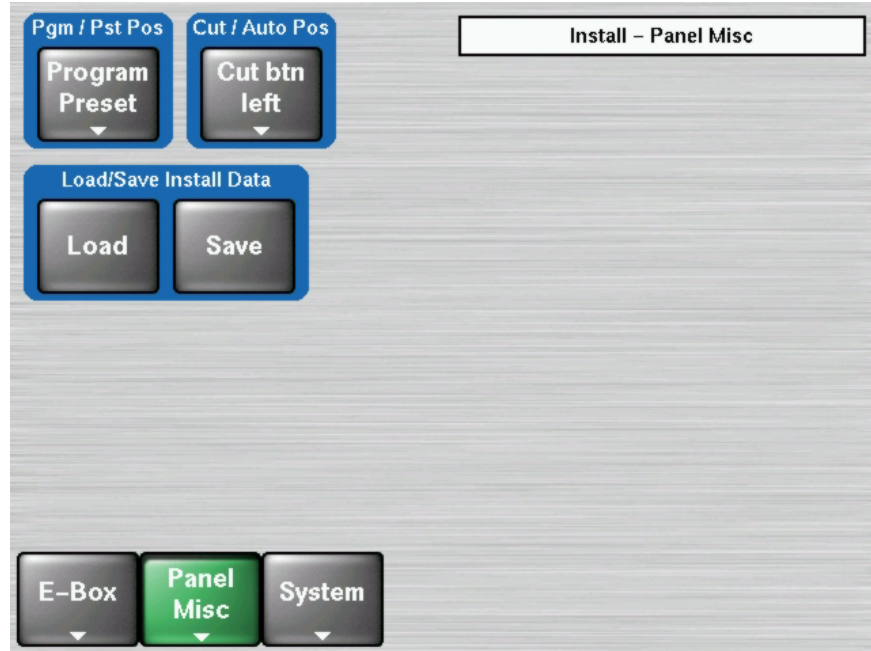 Pgm / Pst Pos
Cut / Auto Pos
Install – Panel Misc
Program
Preset
Cut btn
left
Load/Save Install Data
Load
Save
E–Box
Panel
Misc
System